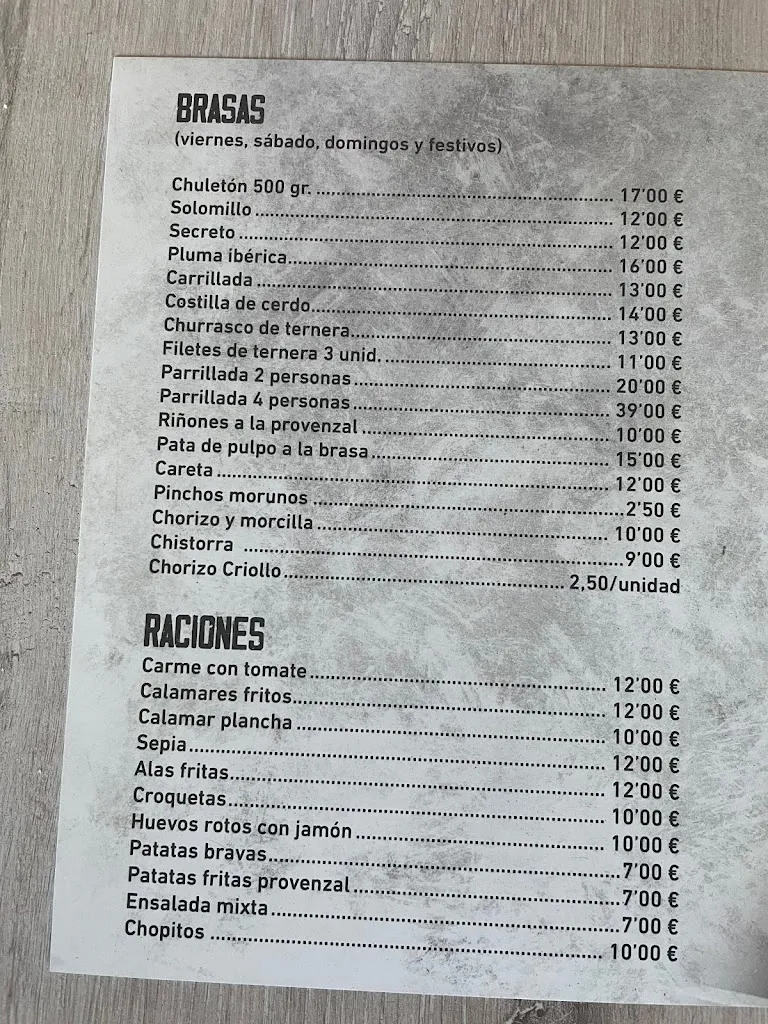 BRASAS
(viernes, sábado, domingos y festivos)
Chuletón 500 gr. ........ 17'00 €
Solomillo ........ 12'00 €
Secreto ........ 12'00 €
Pluma ibérica ........ 16'00 €
Carrillada ........ 13'00 €
Costilla de cerdo ........ 14'00 €
Churrasco de ternera ........ 13'00 €
Filetes de ternera 3 unid. ........ 11'00 €
Parrillada 2 personas ........ 20'00 €
Parrillada 4 personas ........ 39'00 €
Riñones a la provenzal ........ 10'00 €
Pata de pulpo a la brasa ........ 15'00 €
Careta ........ 12'00 €
Pinchos morunos ........ 2'50 €
Chorizo y morcilla ........ 10'00 €
Chistorra ........ 9'00 €
Chorizo Criollo ........ 2,50/unidad
RACIONES
Carme con tomate ........ 12'00 €
Calamares fritos ........ 12'00 €
Calamar plancha ........ 10'00 €
Sepia ........ 12'00 €
Alas fritas ........ 12'00 €
Croquetas ........ 10'00 €
Huevos rotos con jamón ........ 10'00 €
Patatas bravas ........ 7'00 €
Patatas fritas provenzal ........ 7'00 €
Ensalada mixta ........ 7'00 €
Chopitos ........ 10'00 €